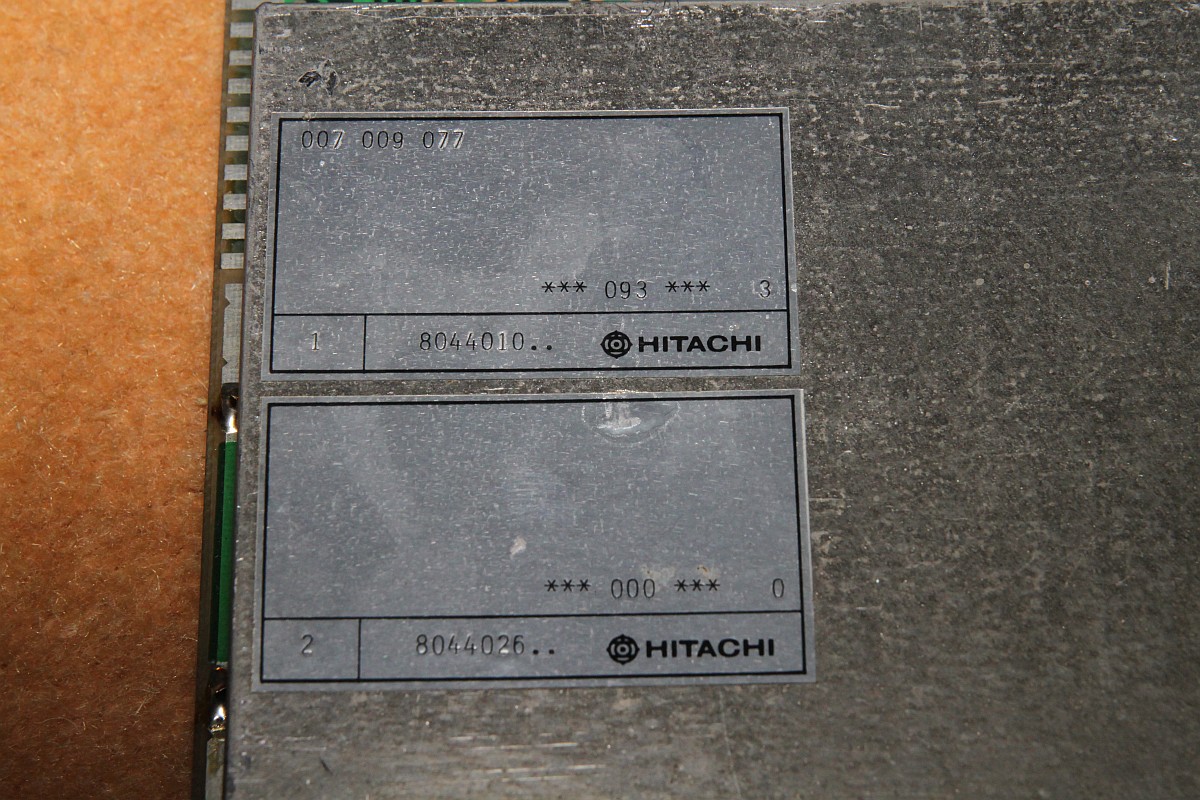 007 009 077
*** 093 *** 3
1 8044010.. HITACHI
*** 000 *** 0
2 8044026.. HITACHI